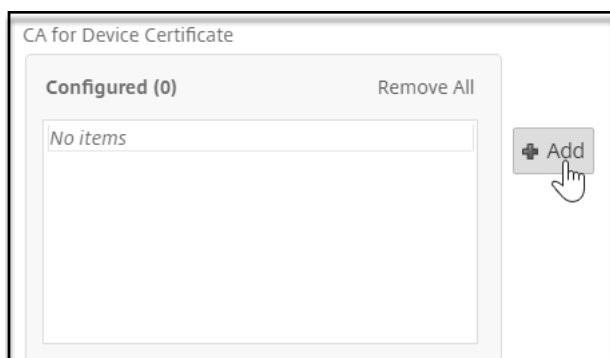 CA for Device Certificate
Configured (0) Remove All
No items
Add